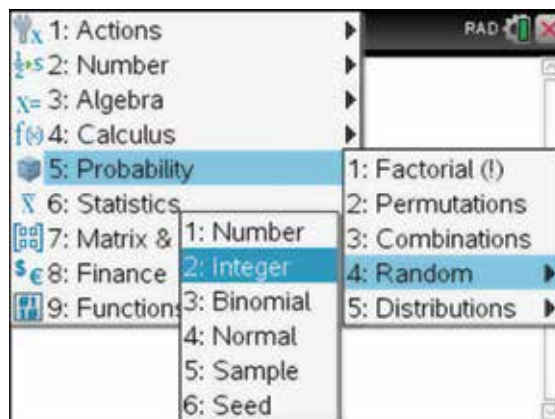 1: Actions
2: Number
3: Algebra
4: Calculus
5: Probability
6: Statistics
7: Matrix &
8: Finance
9: Functions
RAD
1: Factorial (!)
2: Permutations
3: Combinations
4: Random
5: Distributions
1: Number
2: Integer
3: Binomial
4: Normal
5: Sample
6: Seed